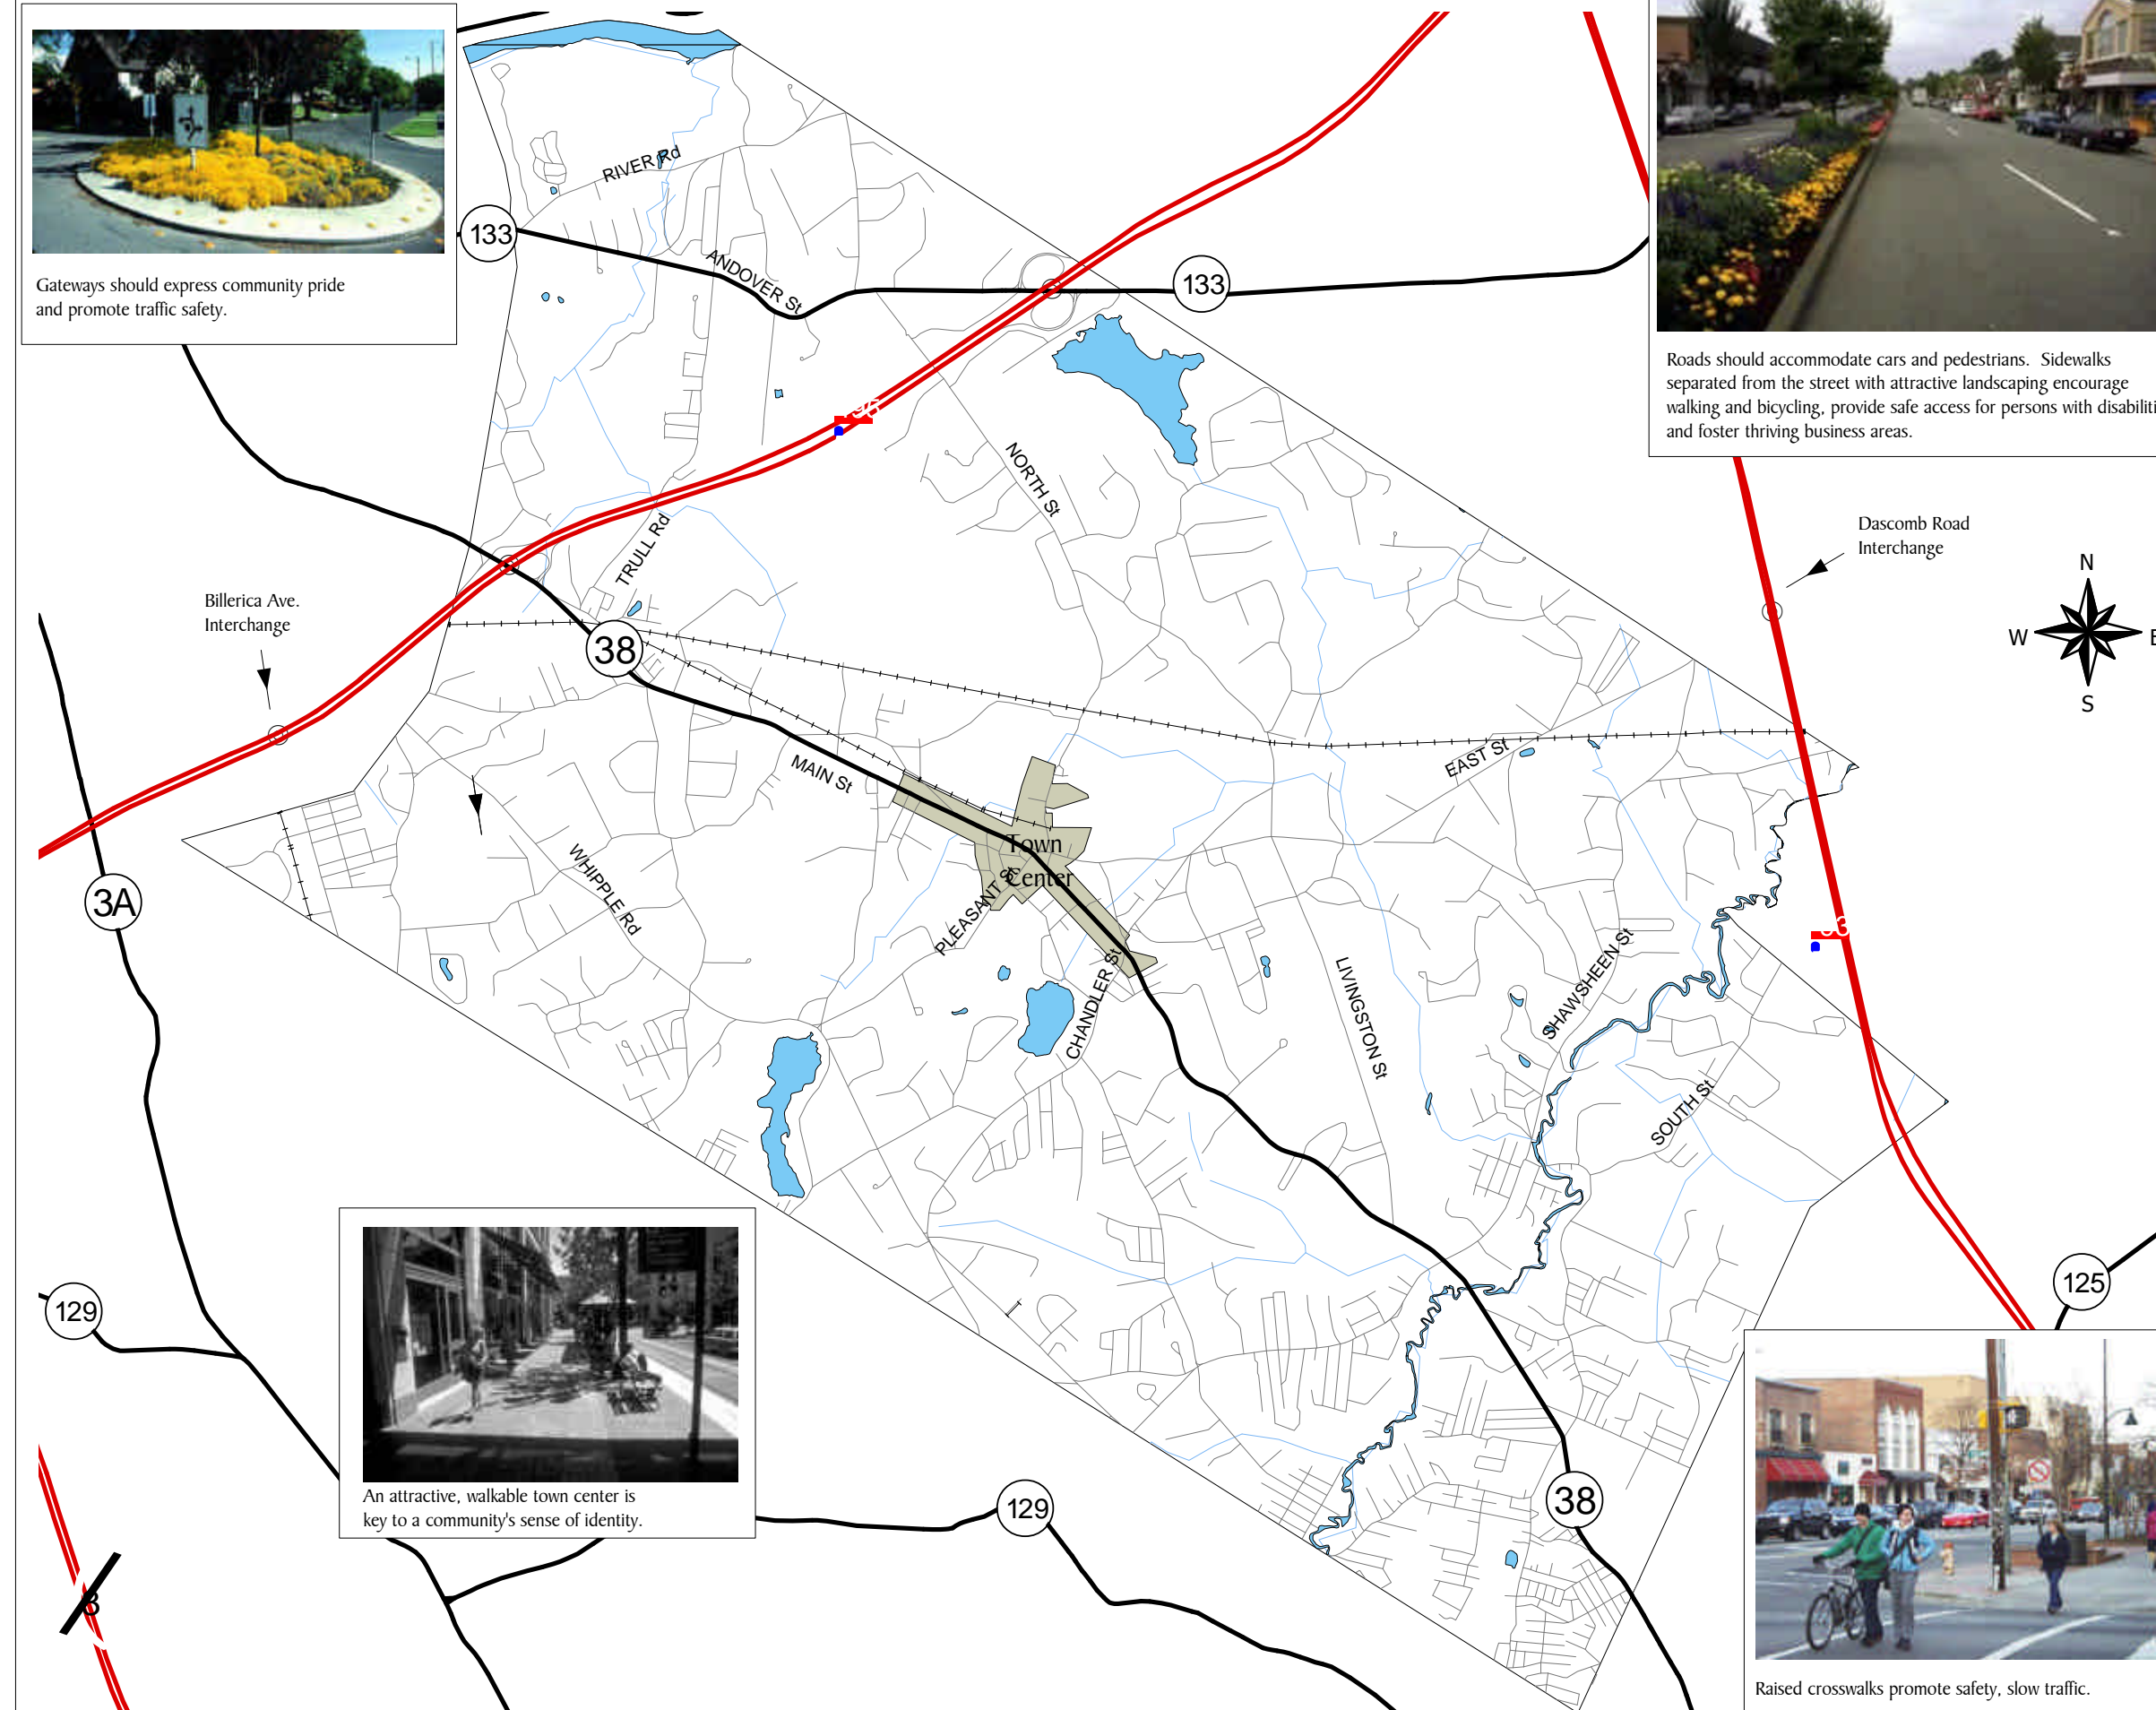 Gateways should express community pride
and promote traffic safety.
Roads should accommodate cars and pedestrians. Sidewalks
separated from the street with attractive landscaping encourage
walking and bicycling, provide safe access for persons with disabiliti
and foster thriving business areas.
RIVER Rd
133
ANDOVER St
133
NORTH St
TRULL Rd
Dascomb Road
Interchange
N
W
E
S
Billerica Ave.
Interchange
38
MAIN St
EAST St
Town
Center
WHIPPLE Rd
PLEASANT St
3A
CHANDLER St
LIVINGSTON St
SHAWSHEEN St
SOUTH St
129
125
An attractive, walkable town center is
key to a community's sense of identity.
129
38
3
Raised crosswalks promote safety, slow traffic.